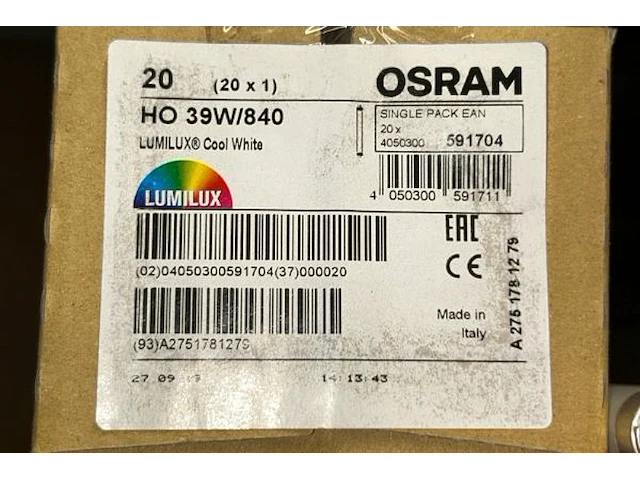 20 (20 x 1)
OSRAM
HO 39W/840
LUMILUX® Cool White
SINGLE PACK EAN
20 x
4050300 591704
LUMILUX
4 050300 591711
(02)04050300591704(37)000020
EAC
CE
Made in
Italy
A 275 178 12 79
(93)A2751781279
27.09
14:13:43